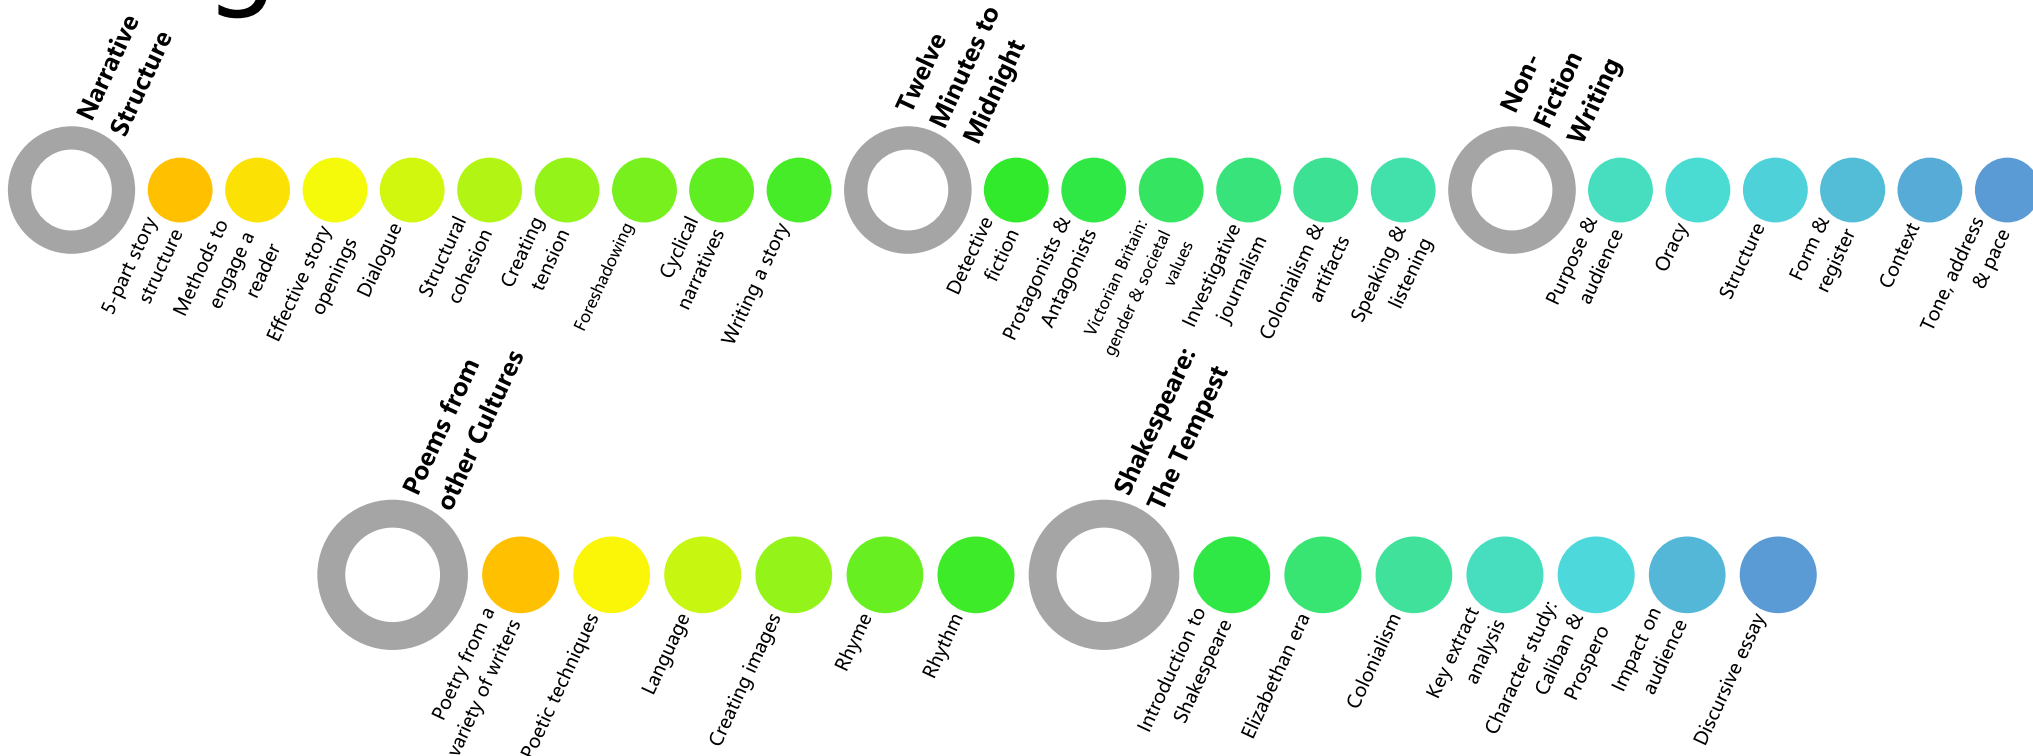 Narrative
Structure
5-part story
structure
Methods to
engage a
reader
Effective story
openings
Dialogue
Structural
cohesion
Creating
tension
Foreshadowing
Cyclical
narratives
Writing a story
Twelve
Minutes to
Midnight
Detective
fiction
Protagonists &
Antagonists
Victorian Britain:
gender & societal
values
Investigative
journalism
Colonialism &
artifacts
Speaking &
listening
Non-
Fiction
Writing
Purpose &
audience
Oracy
Structure
Form &
register
Context
Tone, address
& pace
Poems from
other Cultures
Poetry from a
variety of writers
Poetic techniques
Language
Creating images
Rhyme
Rhythm
Shakespeare:
The Tempest
Introduction to
Shakespeare
Elizabethan era
Colonialism
Key extract
analysis
Character study:
Caliban &
Prospero
Impact on
audience
Discursive essay